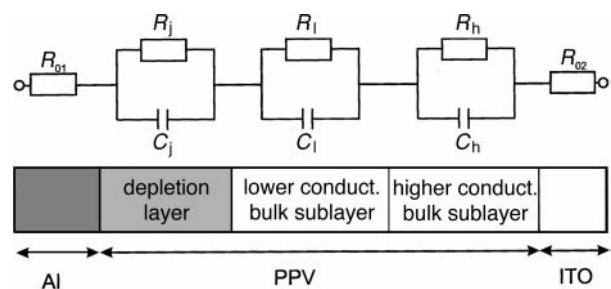 R01 Rj Rl Rh R02
Cj Cl Ch
depletion layer lower conduct. bulk sublayer higher conduct. bulk sublayer
Al PPV ITO